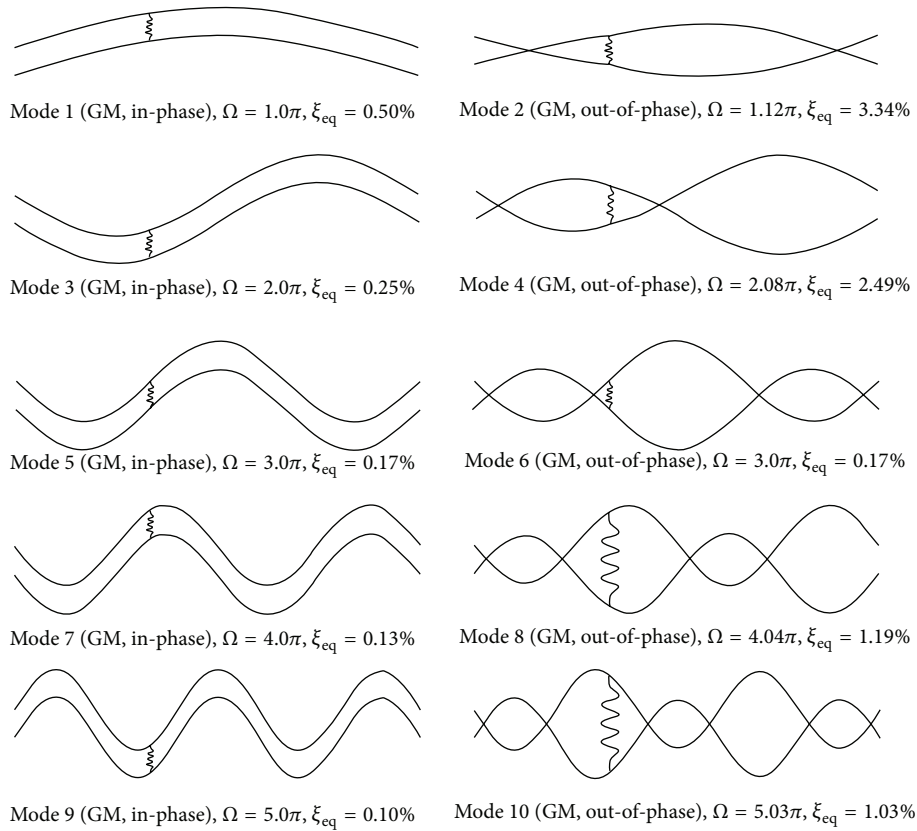 Mode 1 (GM, in-phase), Ω = 1.0π, ξeq = 0.50%
Mode 2 (GM, out-of-phase), Ω = 1.12π, ξeq = 3.34%
Mode 3 (GM, in-phase), Ω = 2.0π, ξeq = 0.25%
Mode 4 (GM, out-of-phase), Ω = 2.08π, ξeq = 2.49%
Mode 5 (GM, in-phase), Ω = 3.0π, ξeq = 0.17%
Mode 6 (GM, out-of-phase), Ω = 3.0π, ξeq = 0.17%
Mode 7 (GM, in-phase), Ω = 4.0π, ξeq = 0.13%
Mode 8 (GM, out-of-phase), Ω = 4.04π, ξeq = 1.19%
Mode 9 (GM, in-phase), Ω = 5.0π, ξeq = 0.10%
Mode 10 (GM, out-of-phase), Ω = 5.03π, ξeq = 1.03%